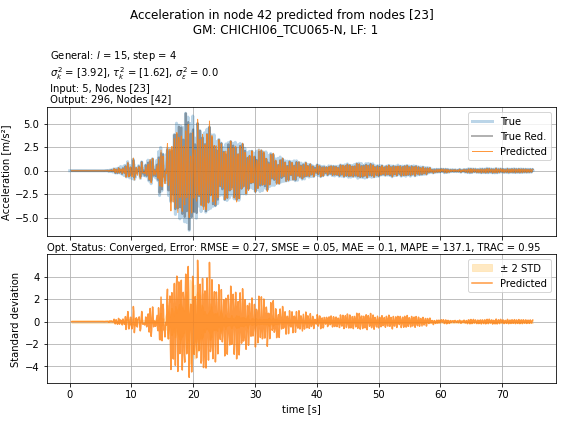 Acceleration in node 42 predicted from nodes [23]
GM: CHICHI06_TCU065-N, LF: 1
General: l = 15, step = 4
σ²ₖ = [3.92], τ²ₖ = [1.62], σ²ε = 0.0
Input: 5, Nodes [23]
Output: 296, Nodes [42]
Acceleration [m/s²]
5.0
2.5
0.0
−2.5
−5.0
True
True Red.
Predicted
Opt. Status: Converged, Error: RMSE = 0.27, SMSE = 0.05, MAE = 0.1, MAPE = 137.1, TRAC = 0.95
Standard deviation
4
2
0
−2
−4
± 2 STD
Predicted
0 10 20 30 40 50 60 70
time [s]